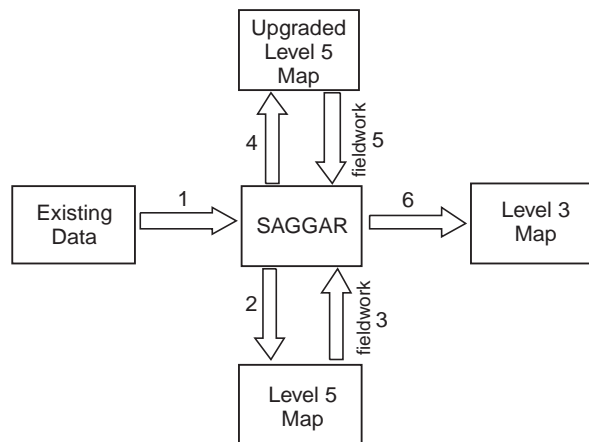 Upgraded
Level 5
Map
4
fieldwork
5
Existing
Data
1
SAGGAR
6
Level 3
Map
2
fieldwork
3
Level 5
Map